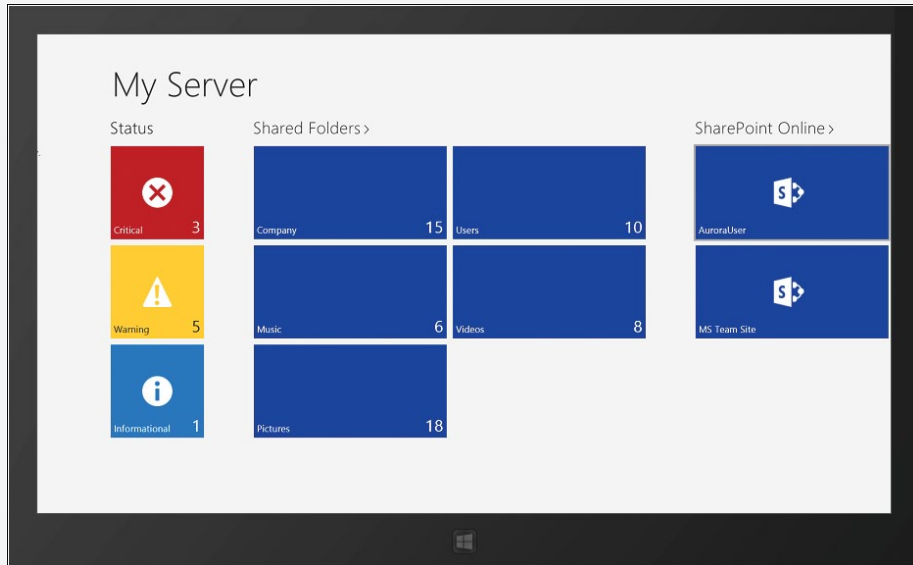 My Server
Status
Critical 3
Warning 5
Informational 1
Shared Folders >
Company 15
Users 10
Music 6
Videos 8
Pictures 18
SharePoint Online >
S
AuroraUser
S
MS Team Site